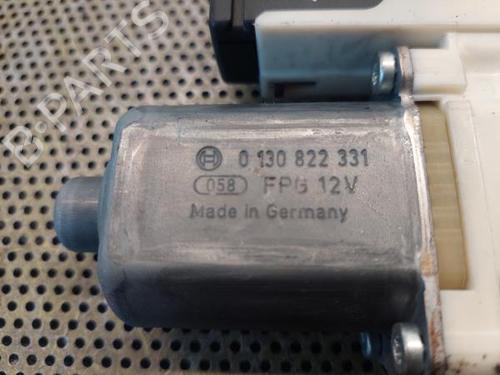 B-PARTS
0 130 822 331
058 FPG 12V
Made in Germany